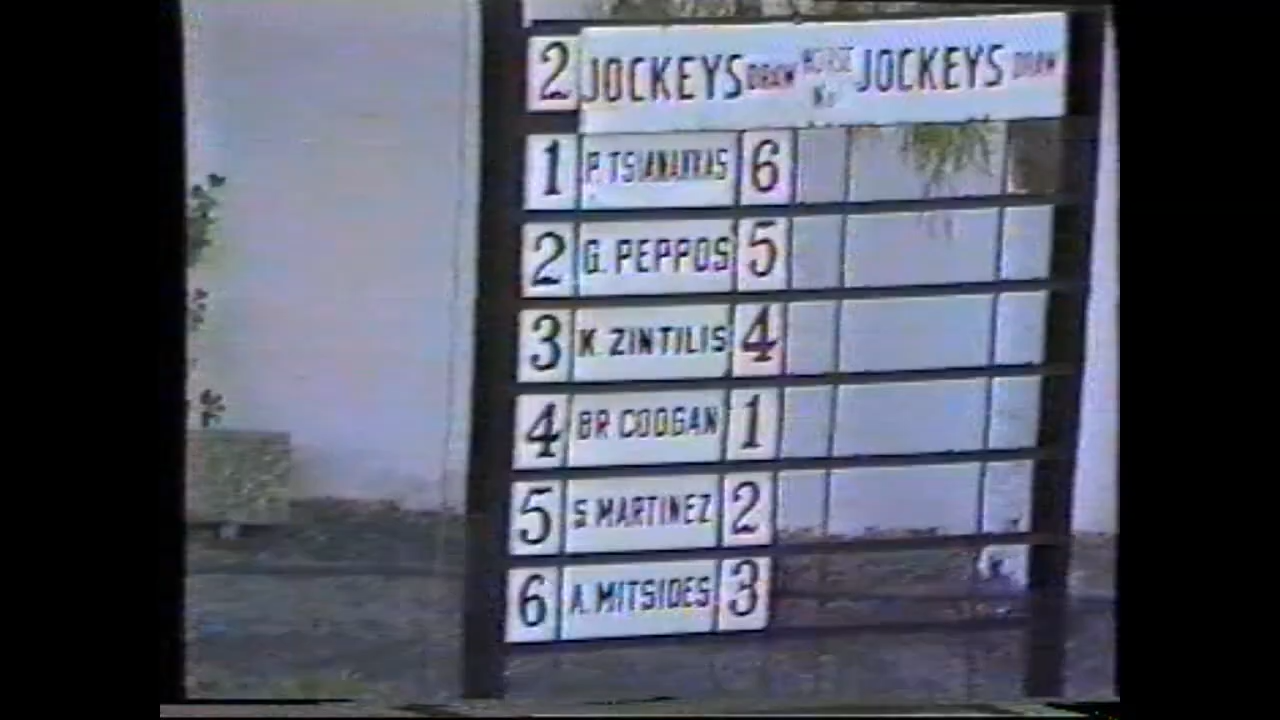 2 JOCKEYS DRAW HORSE No JOCKEYS DRAW
1 P. TSIANAKAS 6
2 G. PEPPOS 5
3 K ZINTILIS 4
4 BR COOGAN 1
5 S MARTINEZ 2
6 A. MITSIDES 3